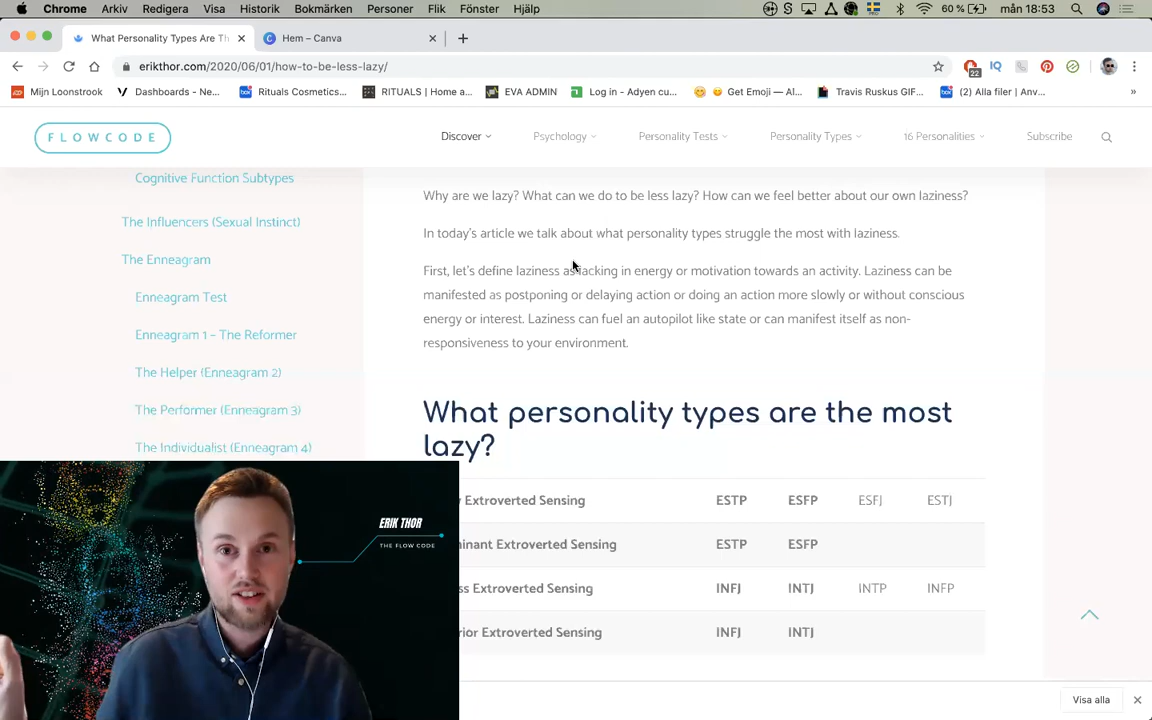 Chrome Arkiv Redigera Visa Historik Bokmärken Personer Flik Fönster Hjälp 60 % mån 18:53
What Personality Types Are Th Hem – Canva
erikthor.com/2020/06/01/how-to-be-less-lazy/ 22
Mijn Loonstrook Dashboards - Ne... Rituals Cosmetics... RITUALS | Home a... EVA ADMIN Log in - Adyen cu... Get Emoji — Al... Travis Ruskus GIF... (2) Alla filer | Anv... »
FLOWCODE Discover Psychology Personality Tests Personality Types 16 Personalities Subscribe
Cognitive Function Subtypes
The Influencers (Sexual Instinct)
The Enneagram
Enneagram Test
Enneagram 1 – The Reformer
The Helper (Enneagram 2)
The Performer (Enneagram 3)
The Individualist (Enneagram 4)
Why are we lazy? What can we do to be less lazy? How can we feel better about our own laziness?
In today's article we talk about what personality types struggle the most with laziness.
First, let's define laziness as lacking in energy or motivation towards an activity. Laziness can be
manifested as postponing or delaying action or doing an action more slowly or without conscious
energy or interest. Laziness can fuel an autopilot like state or can manifest itself as non-
responsiveness to your environment.
What personality types are the most
lazy?
Extroverted Sensing ESTP ESFP ESFJ ESTJ
Extroverted Sensing ESTP ESFP
Extroverted Sensing INFJ INTJ INTP INFP
Extroverted Sensing INFJ INTJ
ERIK THOR
THE FLOW CODE
Visa alla